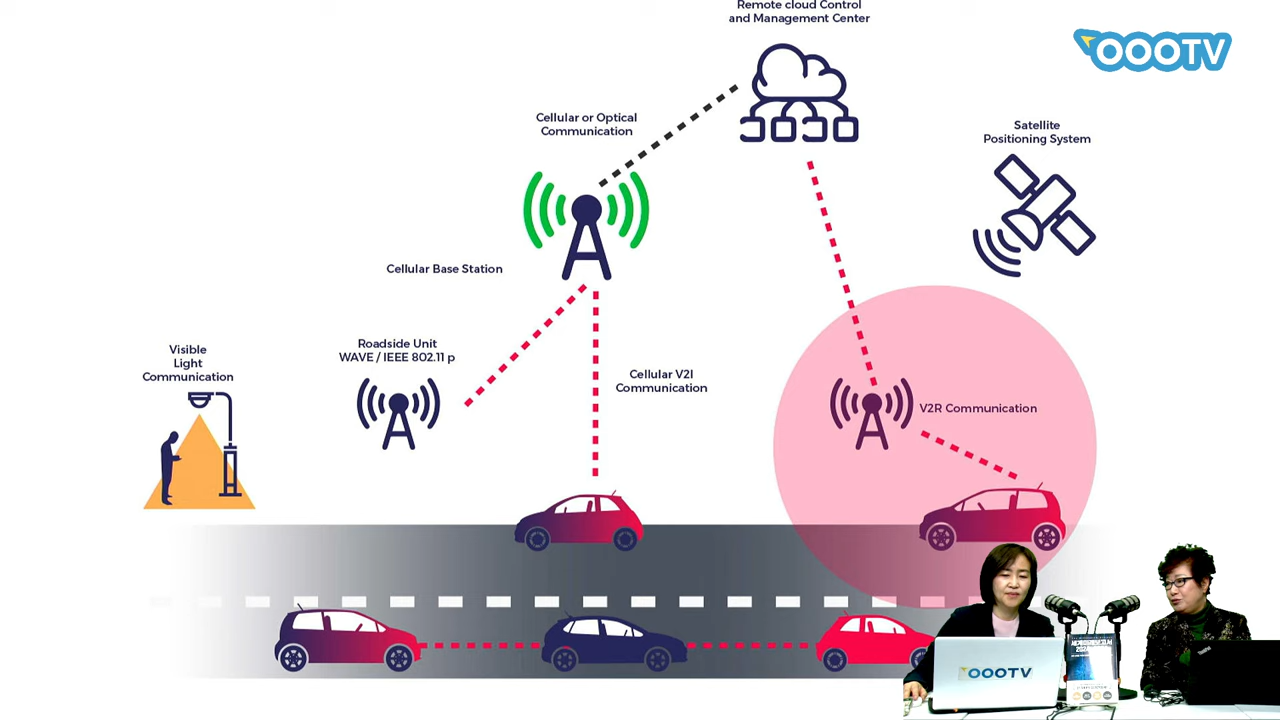 Remote cloud Control
and Management Center
OOOTV
Cellular or Optical
Communication
Satellite
Positioning System
Cellular Base Station
Roadside Unit
WAVE / IEEE 802.11 p
Visible
Light
Communication
Cellular V2I
Communication
V2R Communication
OOOTV